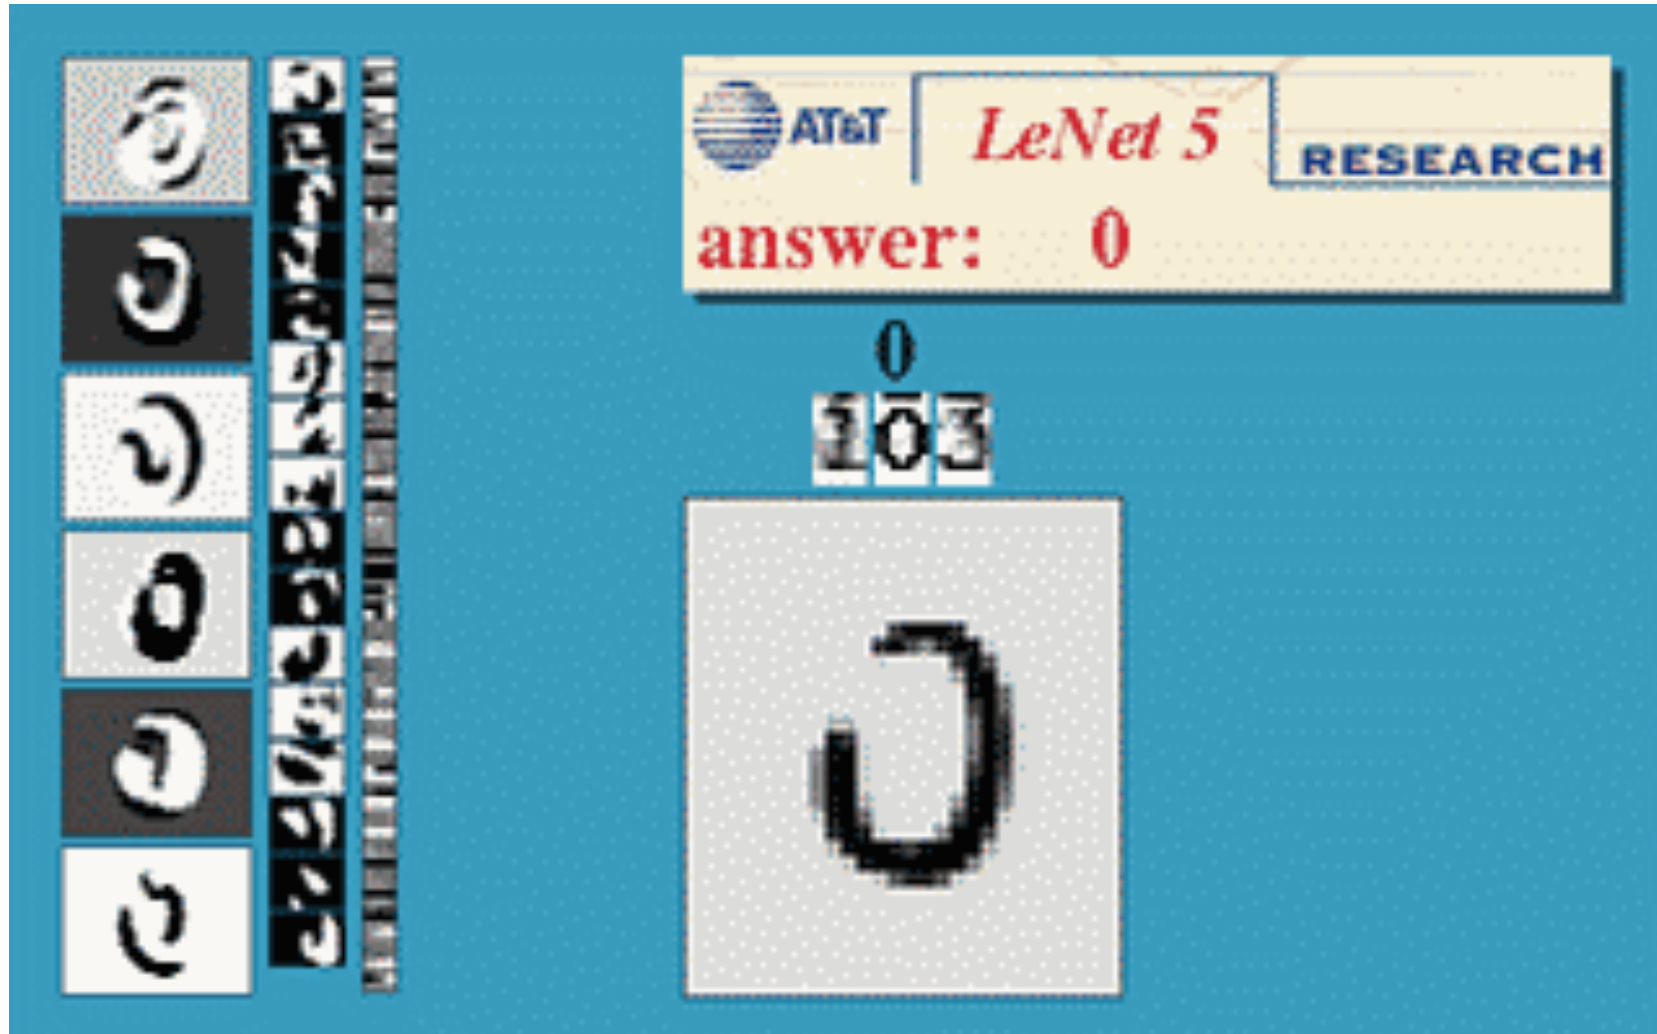 AT&T
LeNet 5
RESEARCH
answer: 0
0
103